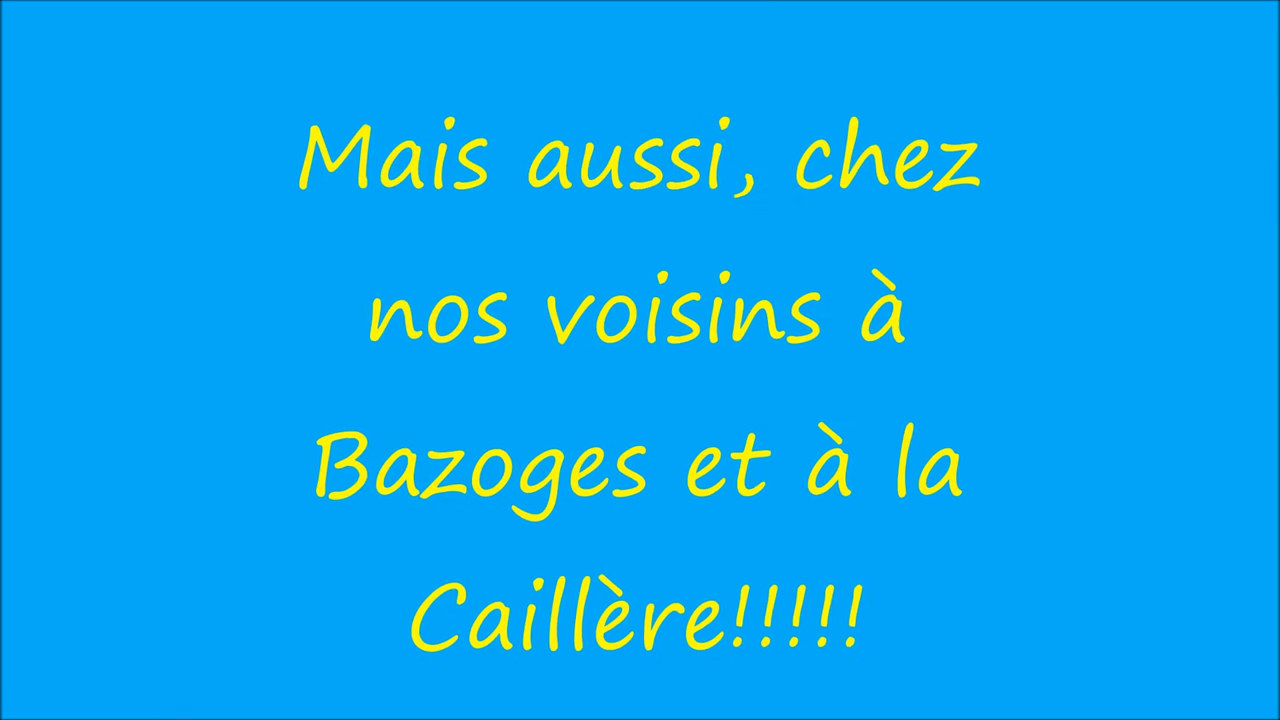 Mais aussi, chez
nos voisins à
Bazoges et à la
Caillère!!!!!